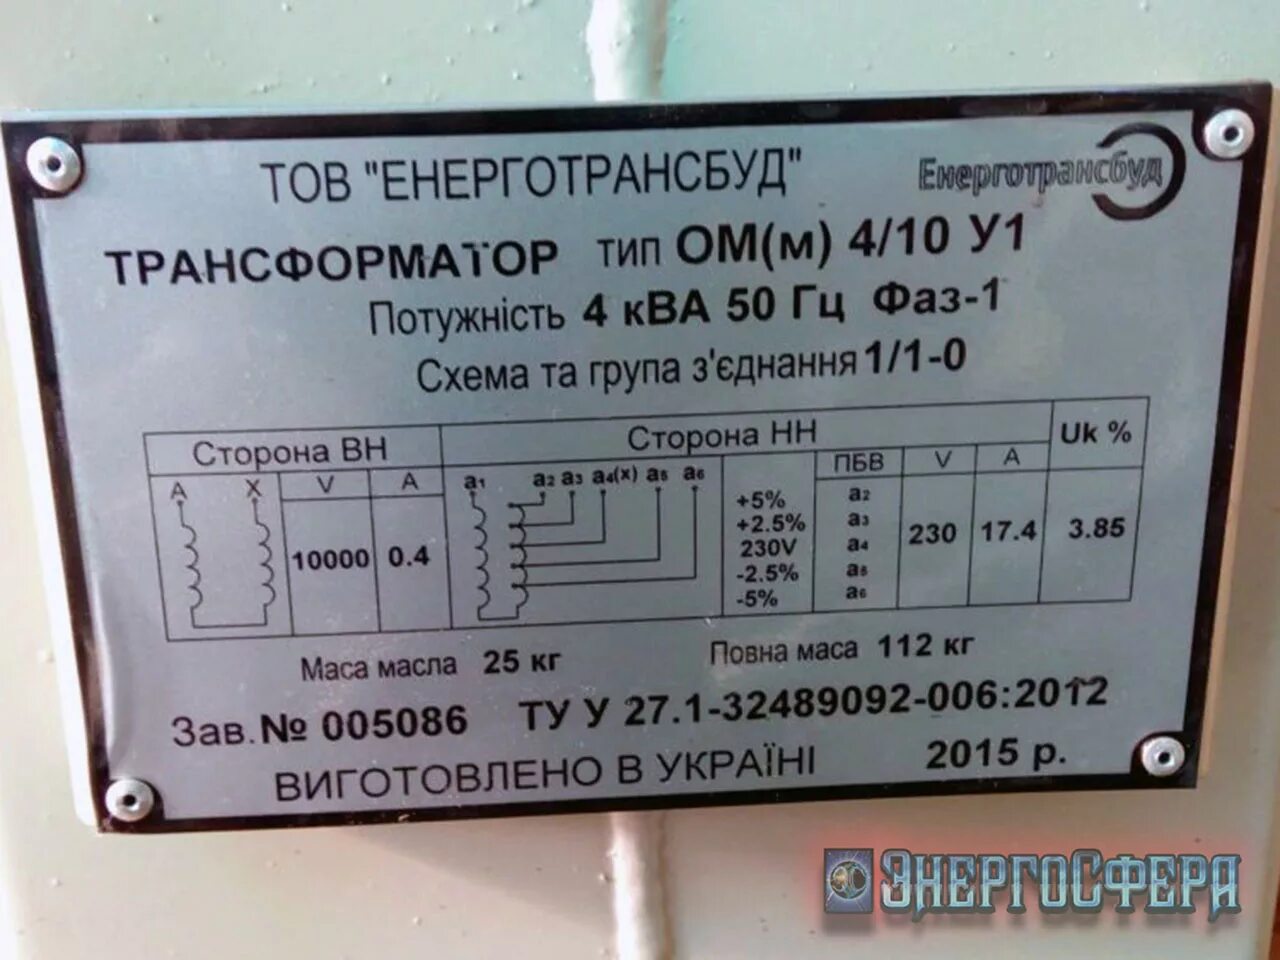 ТОВ "ЕНЕРГОТРАНСБУД"
Енерготрансбуд
ТРАНСФОРМАТОР тип ОМ(м) 4/10 У1
Потужність 4 кВА 50 Гц Фаз-1
Схема та група з'єднання 1/1-0
Сторона ВН Сторона НН Uk %
A X V A a1 a2 a3 a4(x) a5 a6 ПБВ V A
10000 0.4 230 17.4 3.85
+5% a2
+2.5% a3
230V a4
-2.5% a5
-5% a6
Маса масла 25 кг Повна маса 112 кг
Зав. № 005086 ТУ У 27.1-32489092-006:2012
ВИГОТОВЛЕНО В УКРАЇНІ 2015 р.
ЭнергоСфера